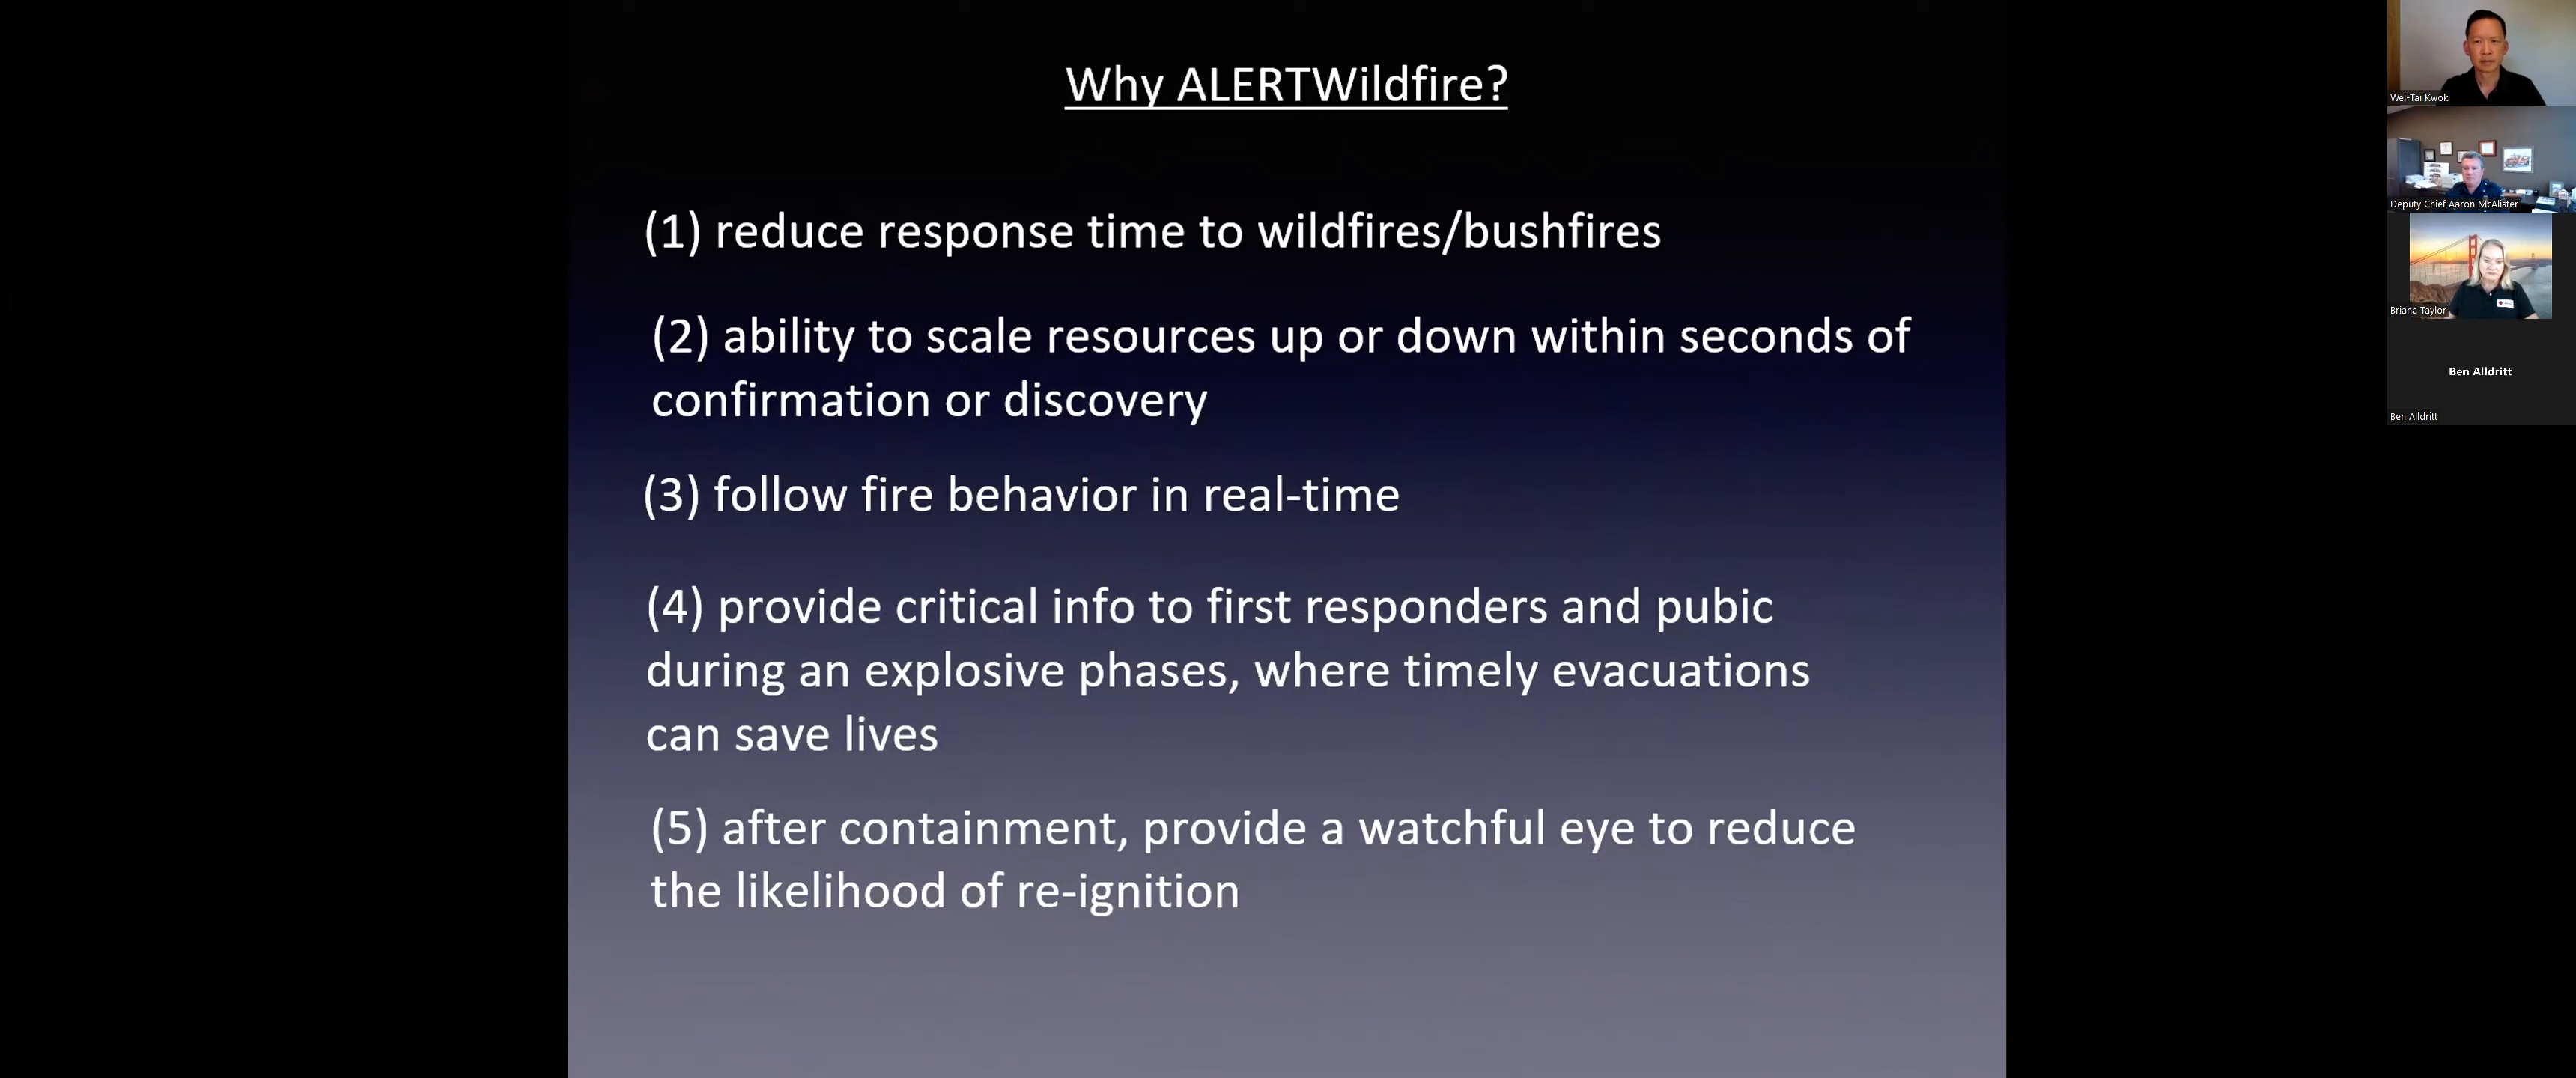 Why ALERTWildfire?
(1) reduce response time to wildfires/bushfires
(2) ability to scale resources up or down within seconds of
confirmation or discovery
(3) follow fire behavior in real-time
(4) provide critical info to first responders and pubic
during an explosive phases, where timely evacuations
can save lives
(5) after containment, provide a watchful eye to reduce
the likelihood of re-ignition
Wei-Tai Kwok
Deputy Chief Aaron McAlister
Briana Taylor
Ben Alldritt
Ben Alldritt